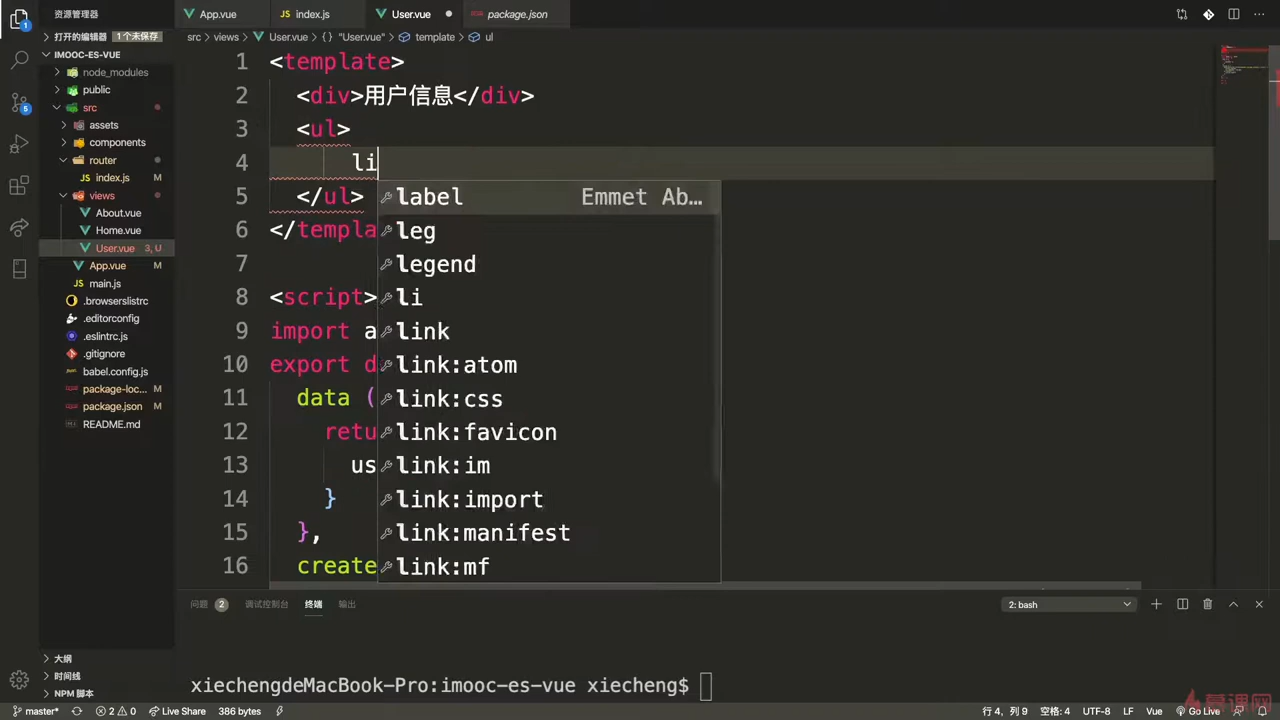 资源管理器
App.vue
JS index.js
User.vue
package.json
打开的编辑器 1 个未保存
src > views > User.vue > {} "User.vue" > template > ul
IMOOC-ES-VUE
node_modules
public
src
assets
components
router
JS index.js
views
About.vue
Home.vue
User.vue 3, U
App.vue M
JS main.js
.browserslistrc
.editorconfig
.eslintrc.js
.gitignore
babel.config.js
package-loc... M
package.json M
README.md
1 <template>
2 <div>用户信息</div>
3 <ul>
4 li
5 </ul>
6 </templa
7
8 <script>
9 import a
10 export d
11 data (
12 retu
13 us
14 }
15 },
16 create
label Emmet Ab...
leg
legend
li
link
link:atom
link:css
link:favicon
link:im
link:import
link:manifest
link:mf
问题 2 调试控制台 终端 输出
2: bash
xiechengdeMacBook-Pro:imooc-es-vue xiecheng$
大纲
时间线
NPM 脚本
master* 2 0 Live Share 386 bytes
行 4, 列 9 空格: 4 UTF-8 LF Vue Go Live
慕课网
1
5